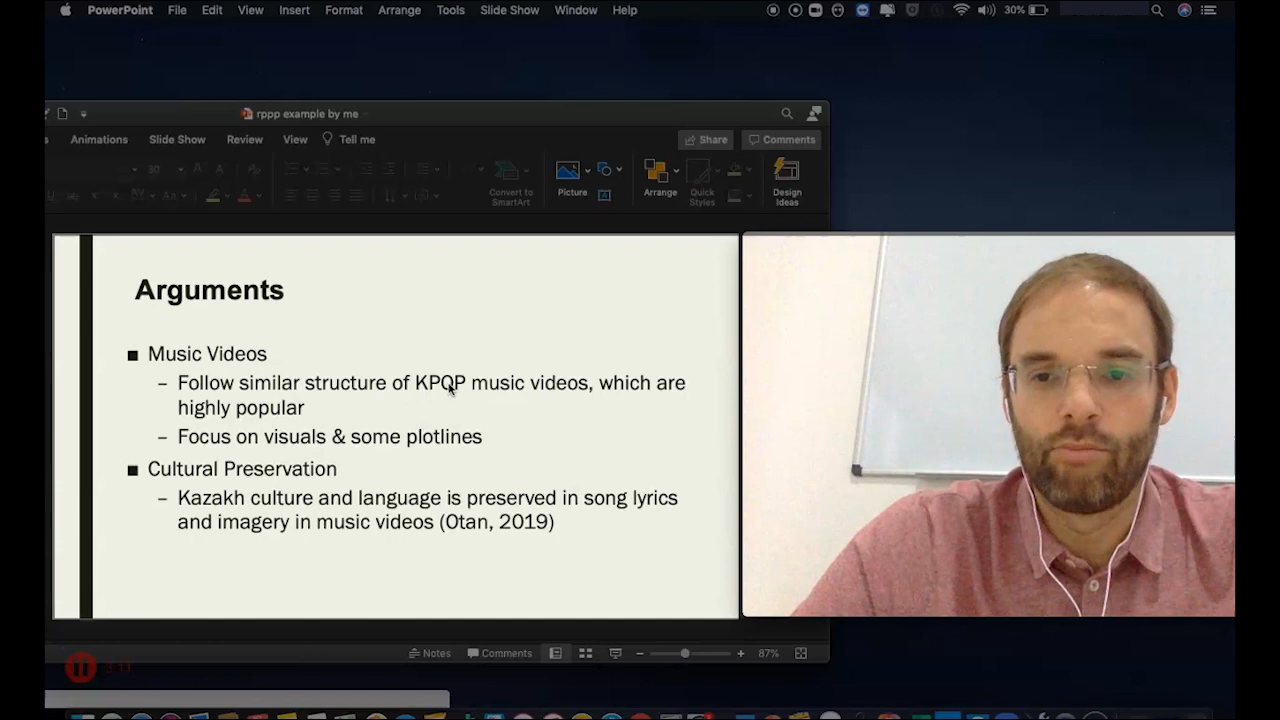 PowerPoint File Edit View Insert Format Arrange Tools Slide Show Window Help 30%
rppp example by me
Animations Slide Show Review View Tell me Share Comments
30
Convert to SmartArt
Picture
Arrange
Quick Styles
Design Ideas
Arguments
■ Music Videos
– Follow similar structure of KPOP music videos, which are
highly popular
– Focus on visuals & some plotlines
■ Cultural Preservation
– Kazakh culture and language is preserved in song lyrics
and imagery in music videos (Otan, 2019)
Notes Comments 87%
3:11